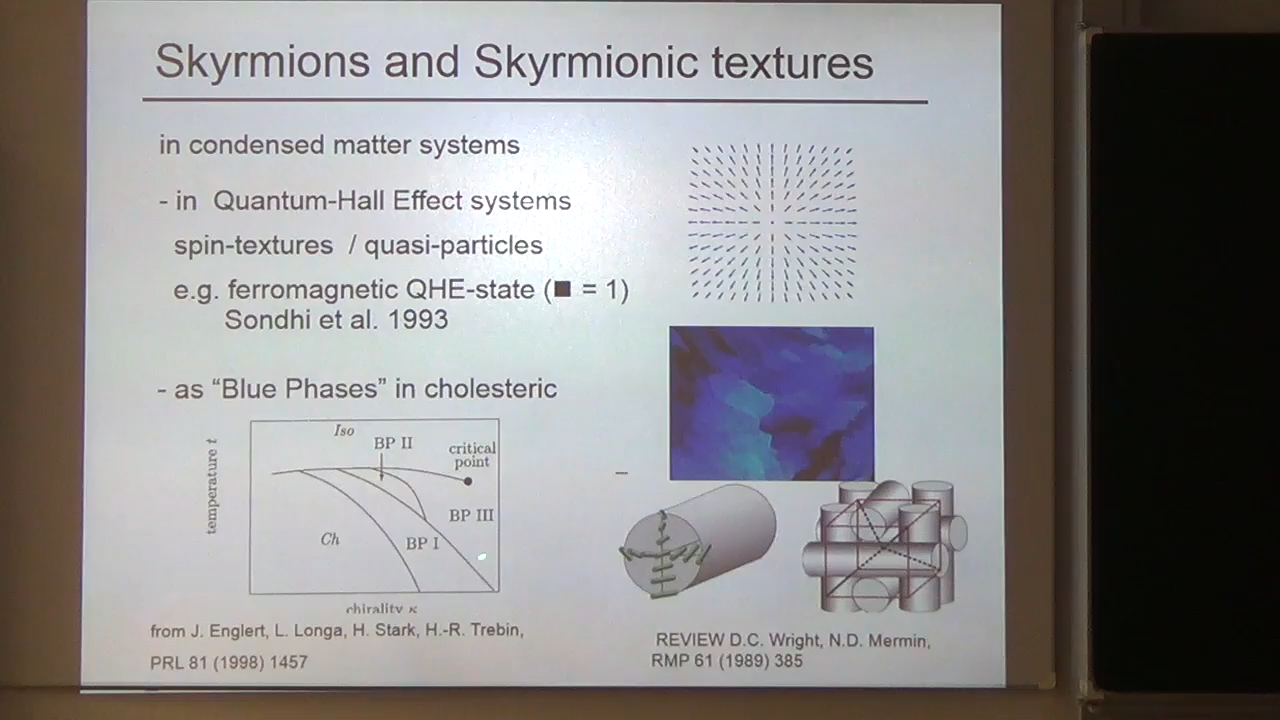 Skyrmions and Skyrmionic textures
in condensed matter systems
- in Quantum-Hall Effect systems
spin-textures / quasi-particles
e.g. ferromagnetic QHE-state (■ = 1)
Sondhi et al. 1993
- as “Blue Phases” in cholesteric
temperature t
Iso
BP II
critical
point
BP III
Ch
BP I
chirality κ
from J. Englert, L. Longa, H. Stark, H.-R. Trebin,
PRL 81 (1998) 1457
REVIEW D.C. Wright, N.D. Mermin,
RMP 61 (1989) 385